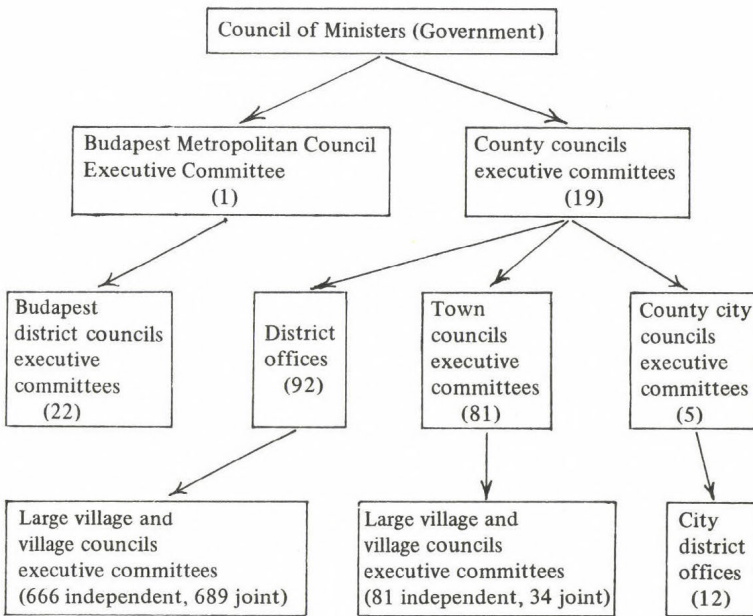 Council of Ministers (Government)
Budapest Metropolitan Council
Executive Committee
(1)
County councils
executive committees
(19)
Budapest
district councils
executive
committees
(22)
District
offices
(92)
Town
councils
executive
committees
(81)
County city
councils
executive
committees
(5)
Large village and
village councils
executive committees
(666 independent, 689 joint)
Large village and
village councils
executive committees
(81 independent, 34 joint)
City
district
offices
(12)